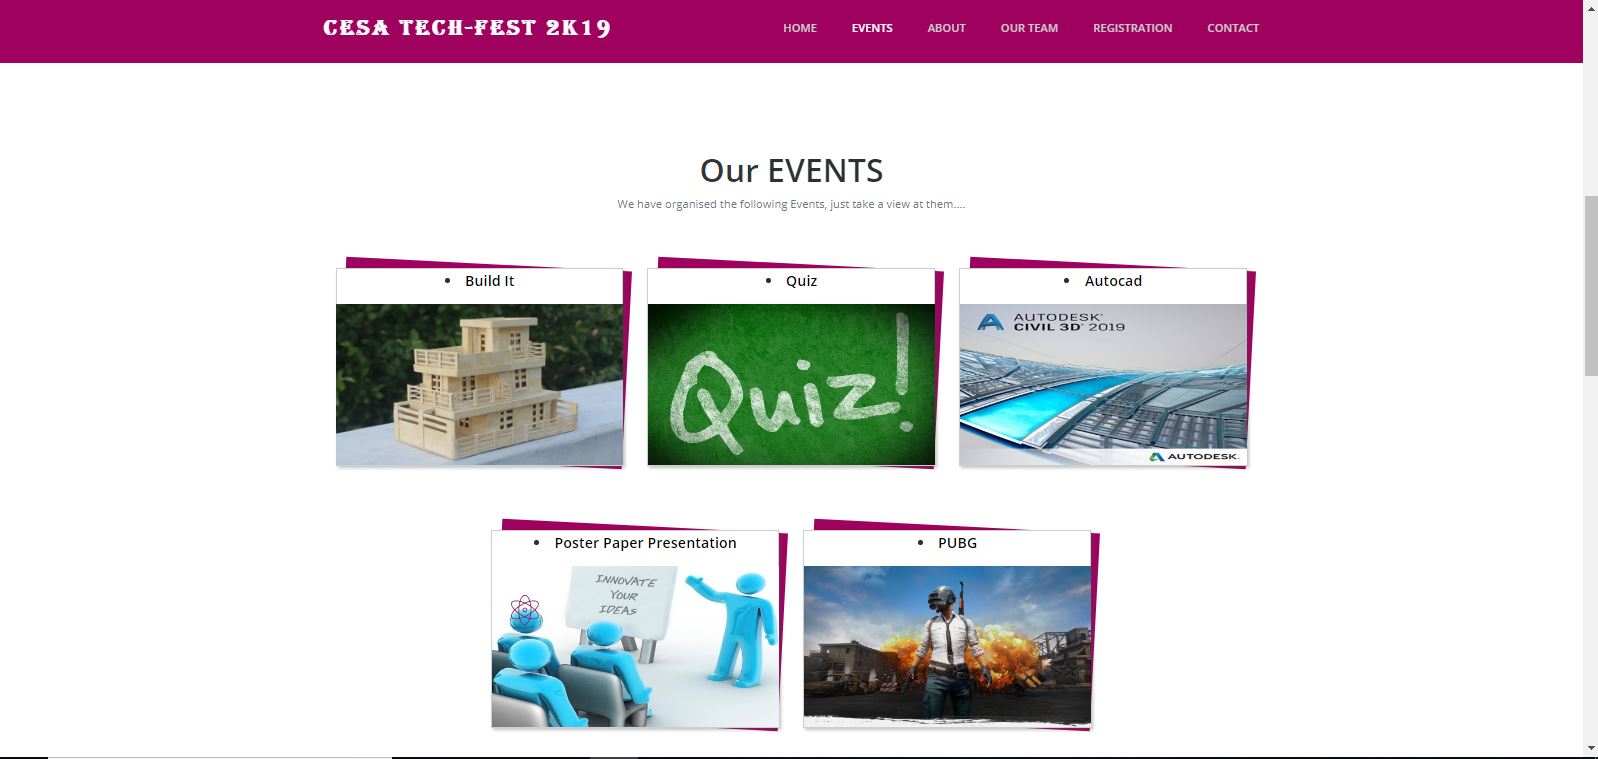 CESA TECH-FEST 2K19
HOME EVENTS ABOUT OUR TEAM REGISTRATION CONTACT
Our EVENTS
We have organised the following Events, just take a view at them....
Build It
Quiz
Autocad
AUTODESK®
CIVIL 3D® 2019
Quiz!
AUTODESK.
Poster Paper Presentation
PUBG
INNOVATE
YOUR
IDEAS